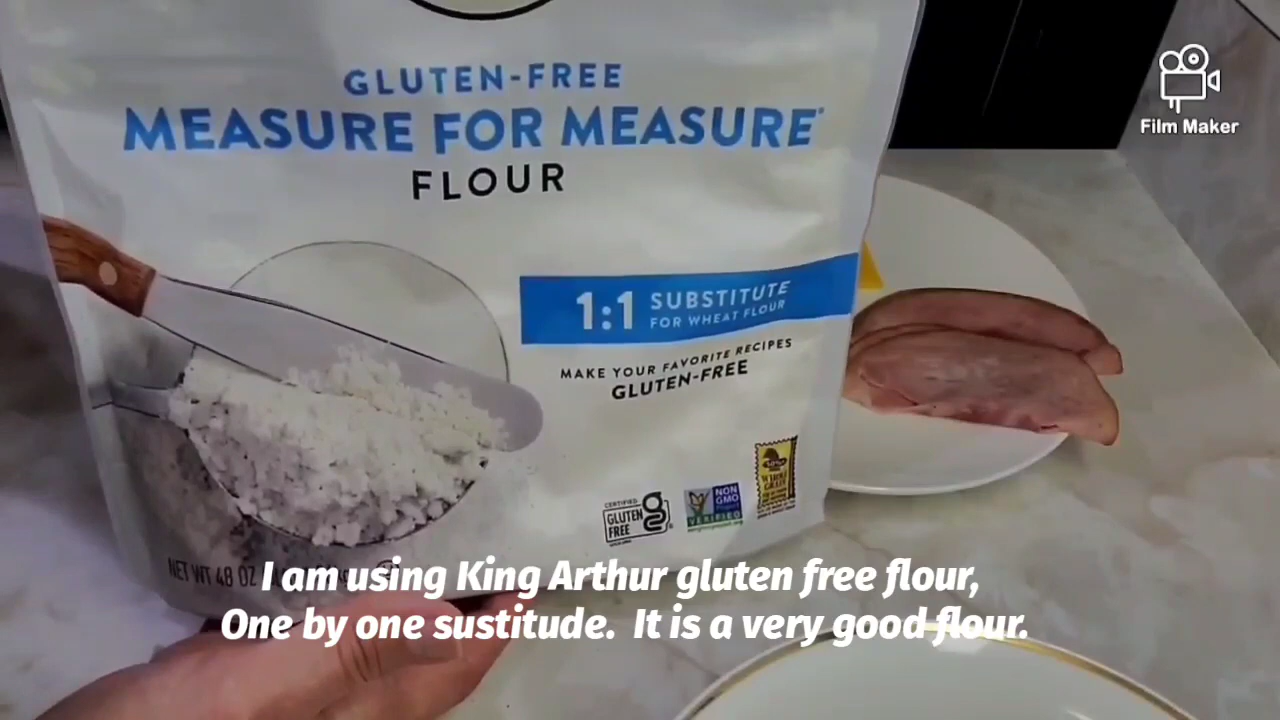 GLUTEN-FREE
MEASURE FOR MEASURE
FLOUR
1:1 SUBSTITUTE
FOR WHEAT FLOUR
MAKE YOUR FAVORITE RECIPES
GLUTEN-FREE
CERTIFIED
GLUTEN
FREE
NON
GMO
Project
VERIFIED
WHOLE
GRAIN
NET WT 48 OZ
Film Maker
I am using King Arthur gluten free flour,
One by one sustitude. It is a very good flour.